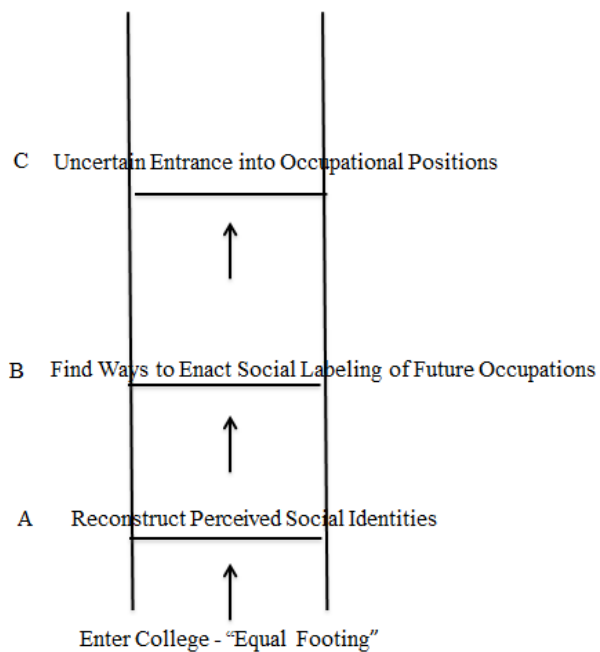 C Uncertain Entrance into Occupational Positions
B Find Ways to Enact Social Labeling of Future Occupations
A Reconstruct Perceived Social Identities
Enter College - “Equal Footing”